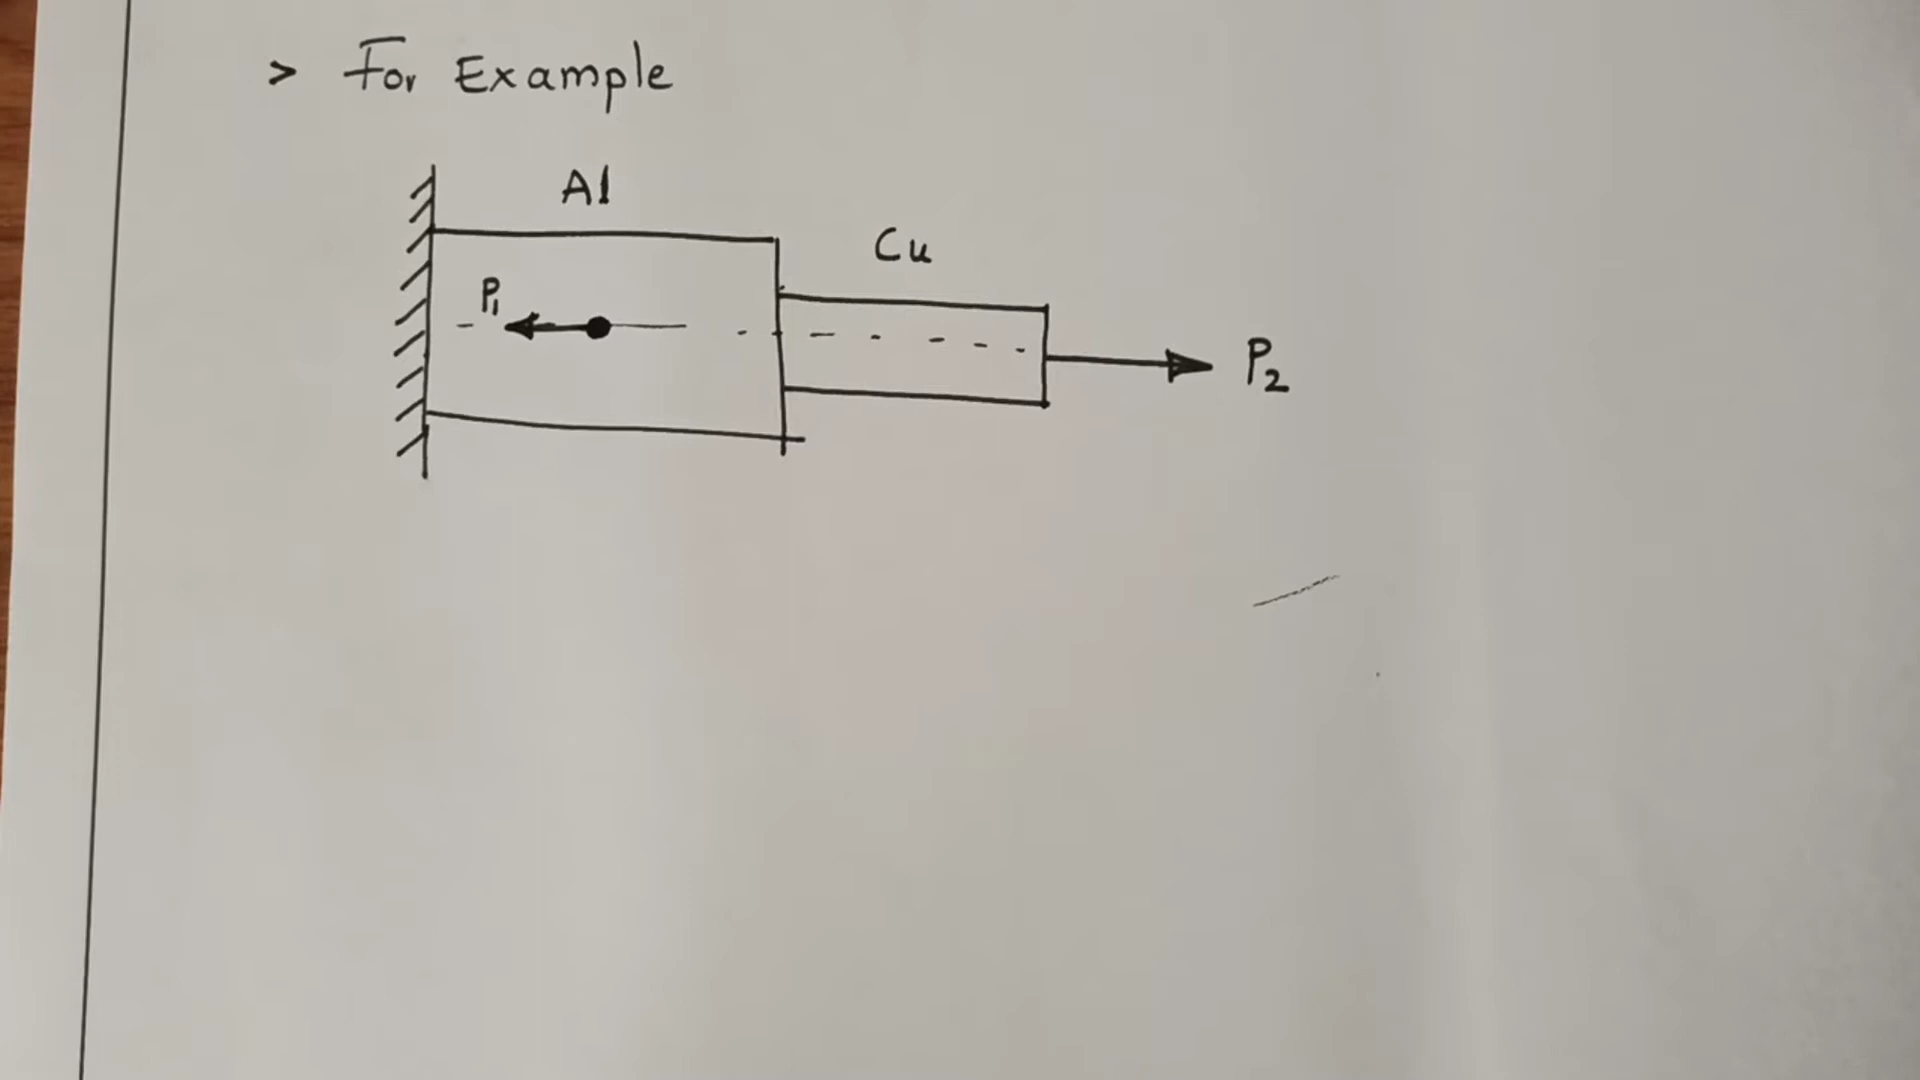 > For Example
Al
Cu
P₁
P₂